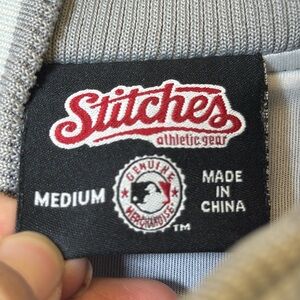 Stitches
athletic gear
MEDIUM
GENUINE
MERCHANDISE
TM
MADE
IN
CHINA